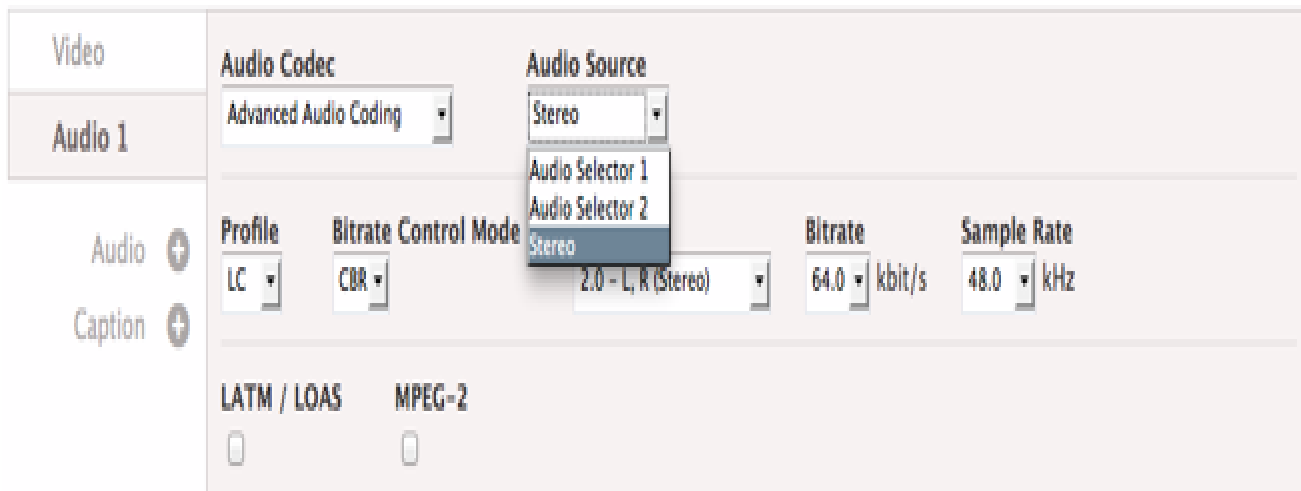 Video
Audio 1
Audio
Caption
Audio Codec Audio Source
Advanced Audio Coding Stereo
Audio Selector 1
Audio Selector 2
Stereo
Profile Bitrate Control Mode Bitrate Sample Rate
LC CBR 2.0 - L, R (Stereo) 64.0 kbit/s 48.0 kHz
LATM / LOAS MPEG-2